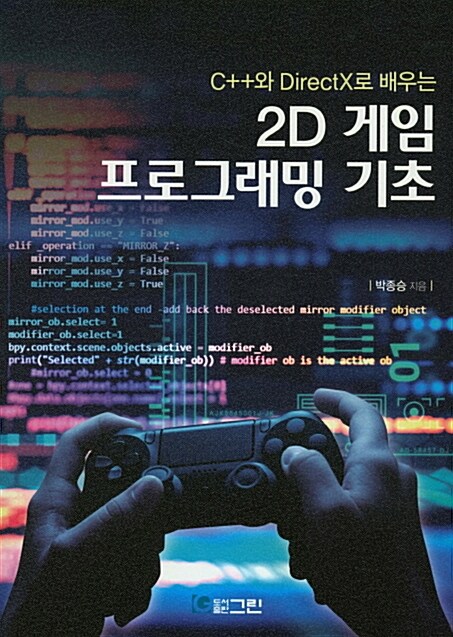 C++와 DirectX로 배우는
2D 게임
프로그래밍 기초
mirror_mod.use_x = False
mirror_mod.use_y = True
mirror_mod.use_z = False
elif _operation == "MIRROR_Z":
mirror_mod.use_x = False
mirror_mod.use_y = False
mirror_mod.use_z = True
| 박종승 지음 |
#selection at the end -add back the deselected mirror modifier object
mirror_ob.select= 1
modifier_ob.select=1
bpy.context.scene.objects.active = modifier_ob
print("Selected" + str(modifier_ob)) # modifier ob is the active ob
#mirror_ob.select = 0
01
도서출판 그린